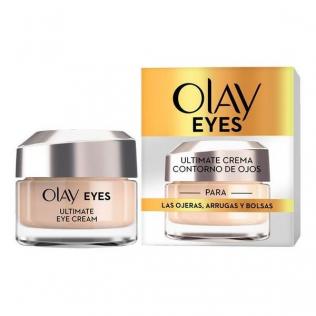 OLAY EYES
ULTIMATE
EYE CREAM
OLAY
EYES
ULTIMATE CREMA
CONTORNO DE OJOS
PARA
LAS OJERAS, ARRUGAS Y BOLSAS